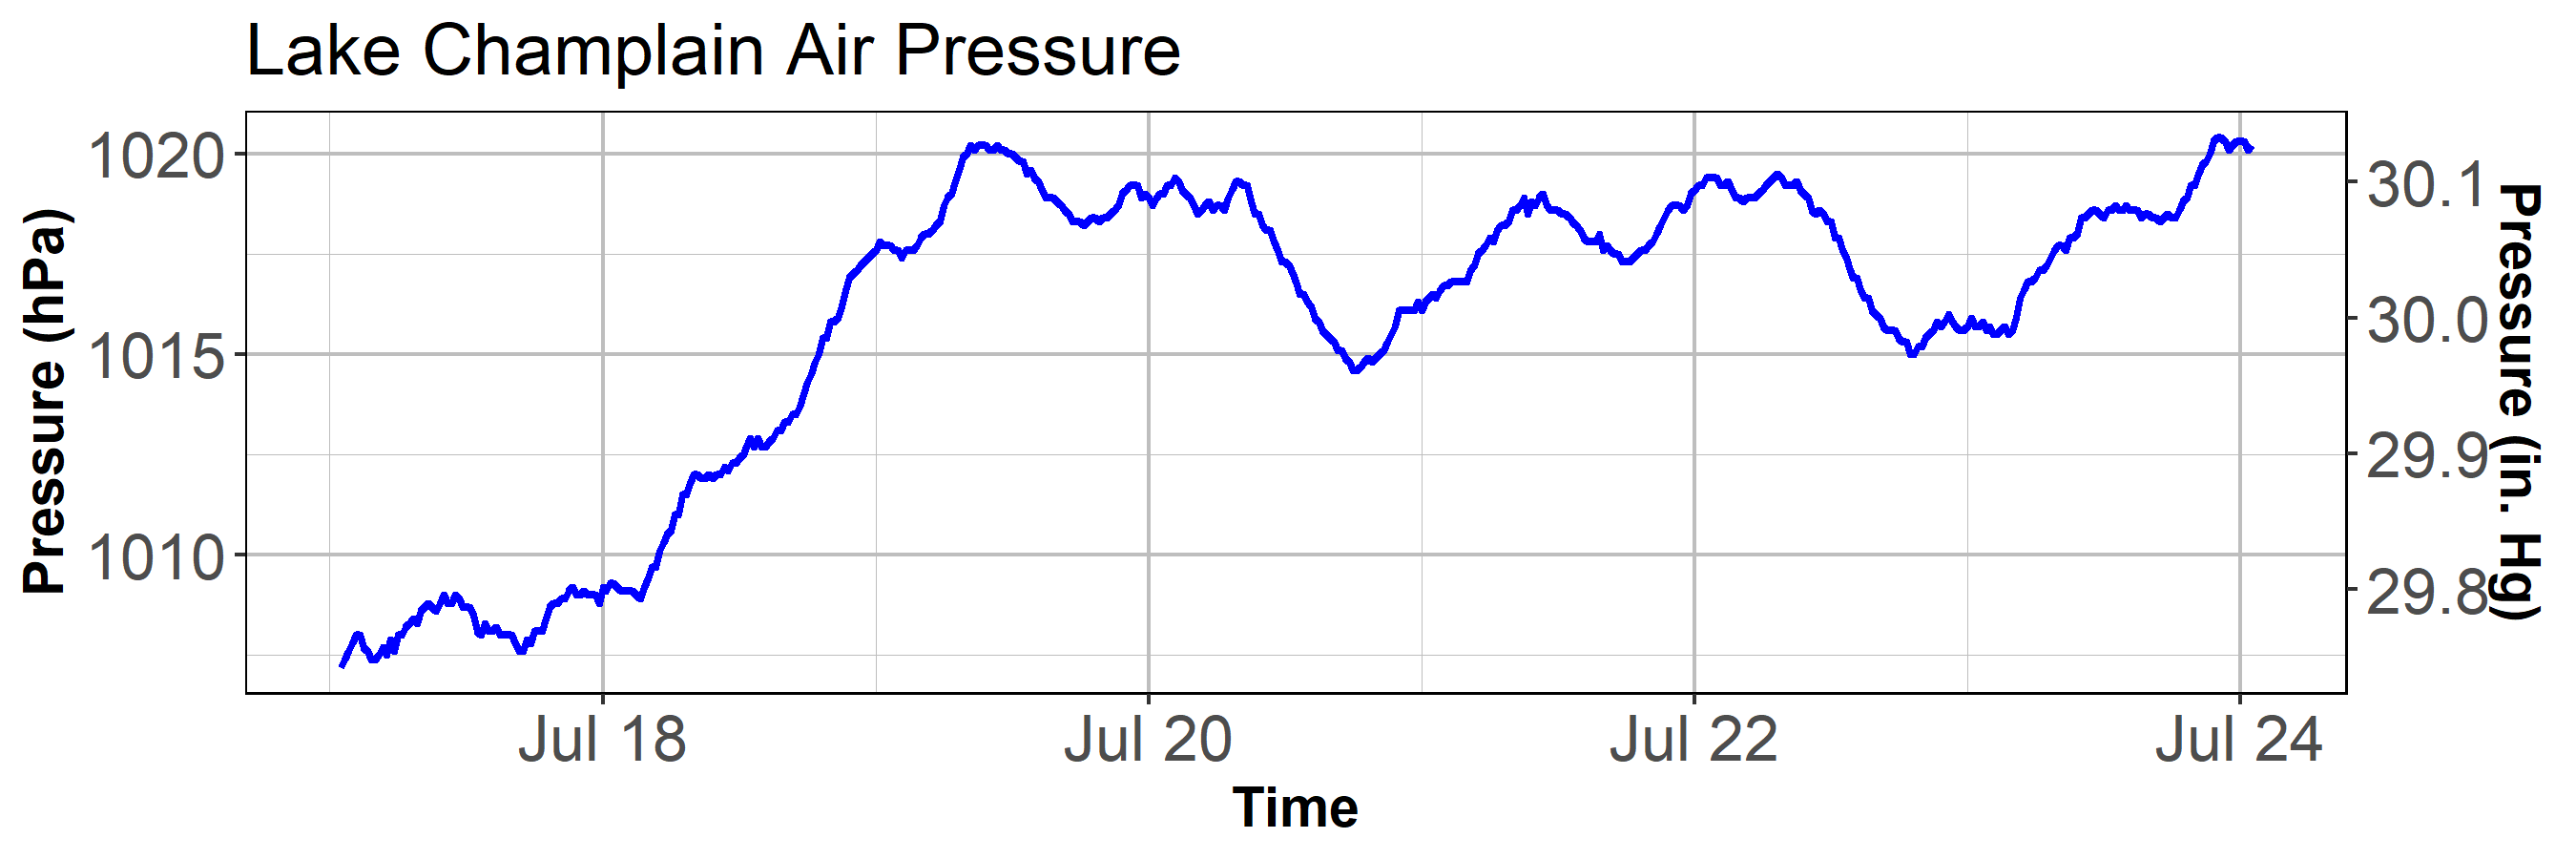 Lake Champlain Air Pressure
Pressure (hPa)
1020
1015
1010
30.1
30.0
29.9
29.8
Pressure (in. Hg)
Jul 18
Jul 20
Jul 22
Jul 24
Time